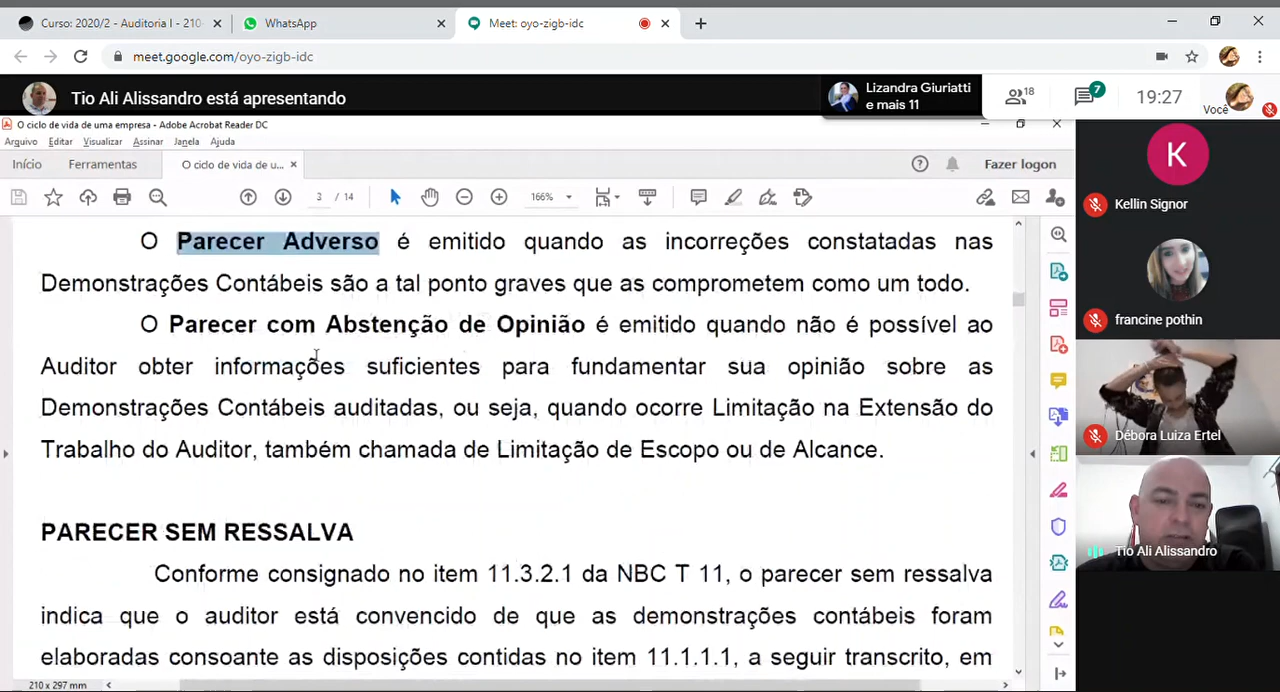 Curso: 2020/2 - Auditoria I - 210
WhatsApp
Meet: oyo-zigb-idc
meet.google.com/oyo-zigb-idc
Tio Ali Alissandro está apresentando
Lizandra Giuriatti
e mais 11
18
7
19:27
Você
O ciclo de vida de uma empresa - Adobe Acrobat Reader DC
Arquivo Editar Visualizar Assinar Janela Ajuda
Início Ferramentas O ciclo de vida de u... Fazer logon
3 / 14 166%
O Parecer Adverso é emitido quando as incorreções constatadas nas
Demonstrações Contábeis são a tal ponto graves que as comprometem como um todo.
O Parecer com Abstenção de Opinião é emitido quando não é possível ao
Auditor obter informações suficientes para fundamentar sua opinião sobre as
Demonstrações Contábeis auditadas, ou seja, quando ocorre Limitação na Extensão do
Trabalho do Auditor, também chamada de Limitação de Escopo ou de Alcance.
PARECER SEM RESSALVA
Conforme consignado no item 11.3.2.1 da NBC T 11, o parecer sem ressalva
indica que o auditor está convencido de que as demonstrações contábeis foram
elaboradas consoante as disposições contidas no item 11.1.1.1, a seguir transcrito, em
210 x 297 mm
K
Kellin Signor
francine pothin
Débora Luiza Ertel
Tio Ali Alissandro